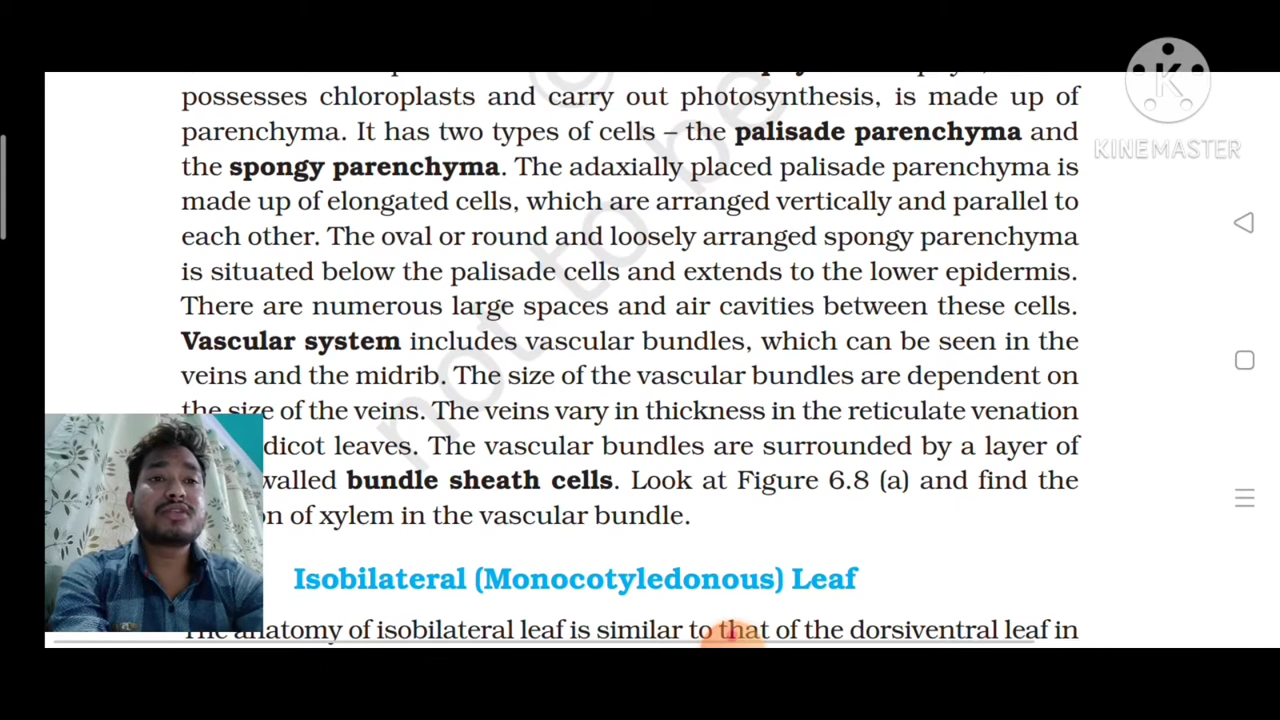 possesses chloroplasts and carry out photosynthesis, is made up of
parenchyma. It has two types of cells – the palisade parenchyma and
the spongy parenchyma. The adaxially placed palisade parenchyma is
made up of elongated cells, which are arranged vertically and parallel to
each other. The oval or round and loosely arranged spongy parenchyma
is situated below the palisade cells and extends to the lower epidermis.
There are numerous large spaces and air cavities between these cells.
Vascular system includes vascular bundles, which can be seen in the
veins and the midrib. The size of the vascular bundles are dependent on
the size of the veins. The veins vary in thickness in the reticulate venation
dicot leaves. The vascular bundles are surrounded by a layer of
walled bundle sheath cells. Look at Figure 6.8 (a) and find the
of xylem in the vascular bundle.
Isobilateral (Monocotyledonous) Leaf
The anatomy of isobilateral leaf is similar to that of the dorsiventral leaf in
K
KINEMASTER
© not to be